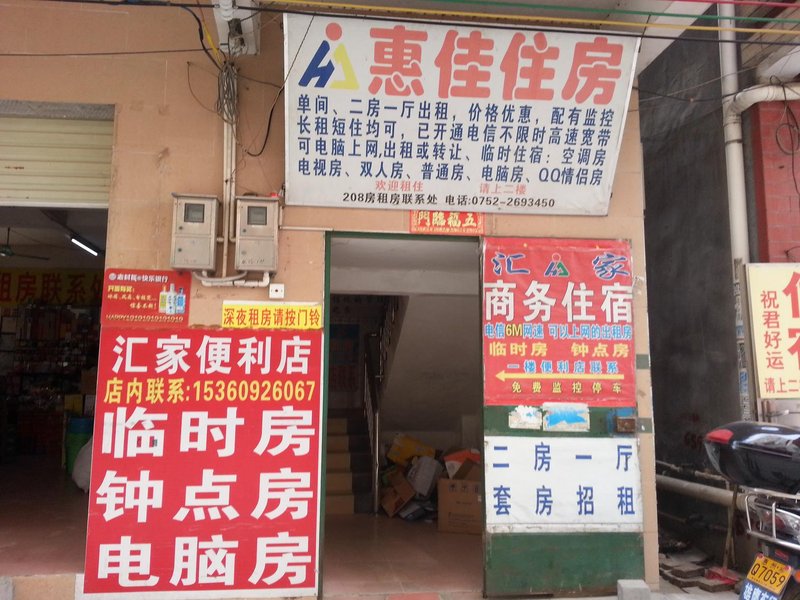 惠佳住房
单间、二房一厅出租，价格优惠，配有监控
长租短住均可，已开通电信不限时高速宽带
可电脑上网,出租或转让、临时住宿：空调房
电视房、双人房、普通房、电脑房、QQ情侣房
欢迎租住 请上二楼
208房租房联系处 电话:0752-2693450
門臨福五
深夜租房请按门铃
汇家便利店
店内联系:15360926067
临时房
钟点房
电脑房
汇 家
商务住宿
电信6M网速 可以上网的出租房
临时房 钟点房
一楼便利店联系
免费监控停车
二房一厅
套房招租
租房联系处
祝君好运
请上二
Q7059